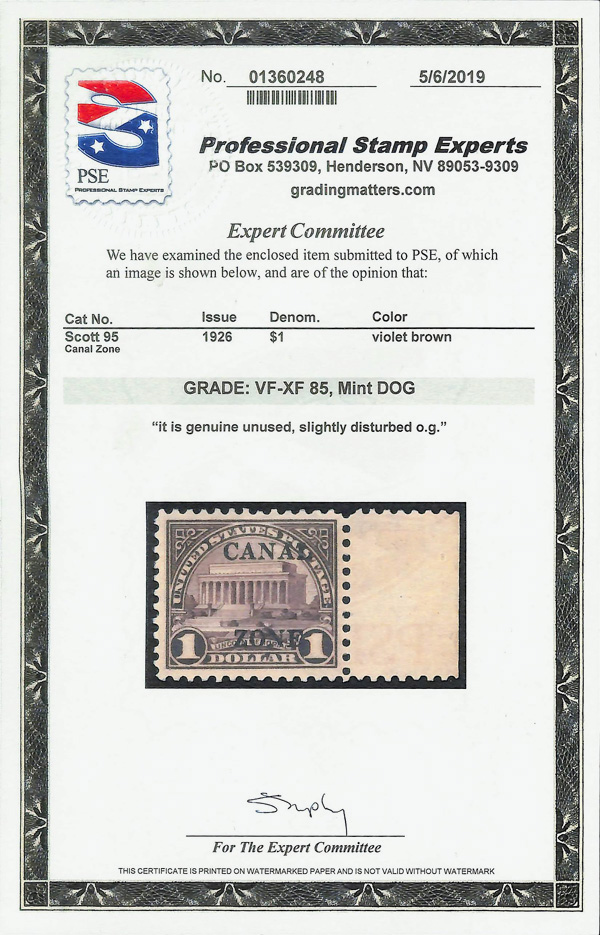 No. 01360248 5/6/2019
PSE
PROFESSIONAL STAMP EXPERTS
Professional Stamp Experts
PO Box 539309, Henderson, NV 89053-9309
gradingmatters.com
Expert Committee
We have examined the enclosed item submitted to PSE, of which
an image is shown below, and are of the opinion that:
Cat No. Issue Denom. Color
Scott 95 1926 $1 violet brown
Canal Zone
GRADE: VF-XF 85, Mint DOG
“it is genuine unused, slightly disturbed o.g.”
UNITED STATES POSTAGE
CANAL
ZONE
1 1
DOLLAR
For The Expert Committee
THIS CERTIFICATE IS PRINTED ON WATERMARKED PAPER AND IS NOT VALID WITHOUT WATERMARK